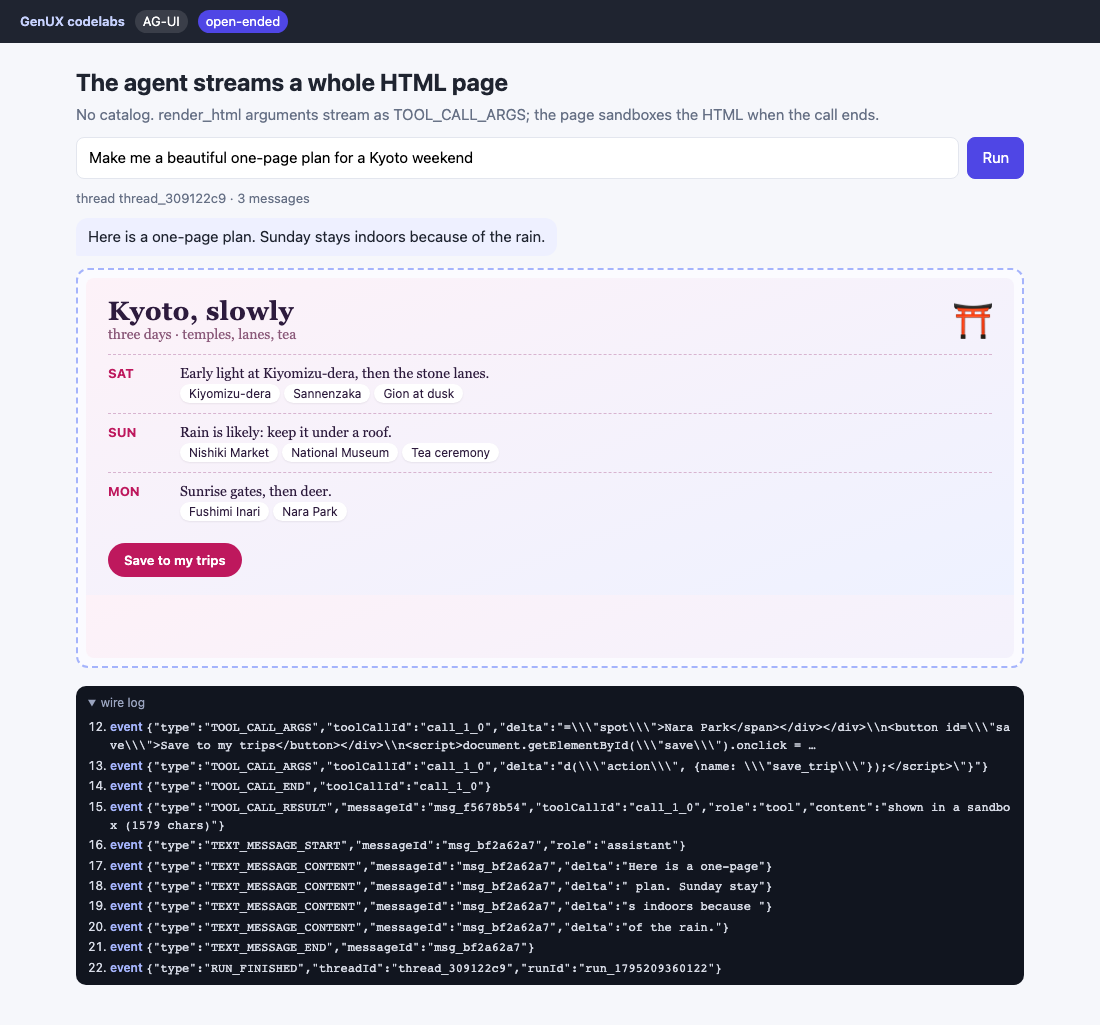 GenUX codelabs AG-UI open-ended
The agent streams a whole HTML page
No catalog. render_html arguments stream as TOOL_CALL_ARGS; the page sandboxes the HTML when the call ends.
Make me a beautiful one-page plan for a Kyoto weekend
Run
thread thread_309122c9 · 3 messages
Here is a one-page plan. Sunday stays indoors because of the rain.
Kyoto, slowly
three days · temples, lanes, tea
SAT Early light at Kiyomizu-dera, then the stone lanes.
Kiyomizu-dera Sannenzaka Gion at dusk
SUN Rain is likely: keep it under a roof.
Nishiki Market National Museum Tea ceremony
MON Sunrise gates, then deer.
Fushimi Inari Nara Park
Save to my trips
▼ wire log
12. event {"type":"TOOL_CALL_ARGS","toolCallId":"call_1_0","delta":"=\\\"spot\\\">Nara Park</span></div></div>\\n<button id=\\\"sa
ve\\\">Save to my trips</button></div>\\n<script>document.getElementById(\\\"save\\\").onclick = …
13. event {"type":"TOOL_CALL_ARGS","toolCallId":"call_1_0","delta":"d(\\\"action\\\", {name: \\\"save_trip\\\"});</script>\"}"}
14. event {"type":"TOOL_CALL_END","toolCallId":"call_1_0"}
15. event {"type":"TOOL_CALL_RESULT","messageId":"msg_f5678b54","toolCallId":"call_1_0","role":"tool","content":"shown in a sandbo
x (1579 chars)"}
16. event {"type":"TEXT_MESSAGE_START","messageId":"msg_bf2a62a7","role":"assistant"}
17. event {"type":"TEXT_MESSAGE_CONTENT","messageId":"msg_bf2a62a7","delta":"Here is a one-page"}
18. event {"type":"TEXT_MESSAGE_CONTENT","messageId":"msg_bf2a62a7","delta":" plan. Sunday stay"}
19. event {"type":"TEXT_MESSAGE_CONTENT","messageId":"msg_bf2a62a7","delta":"s indoors because "}
20. event {"type":"TEXT_MESSAGE_CONTENT","messageId":"msg_bf2a62a7","delta":"of the rain."}
21. event {"type":"TEXT_MESSAGE_END","messageId":"msg_bf2a62a7"}
22. event {"type":"RUN_FINISHED","threadId":"thread_309122c9","runId":"run_1795209360122"}